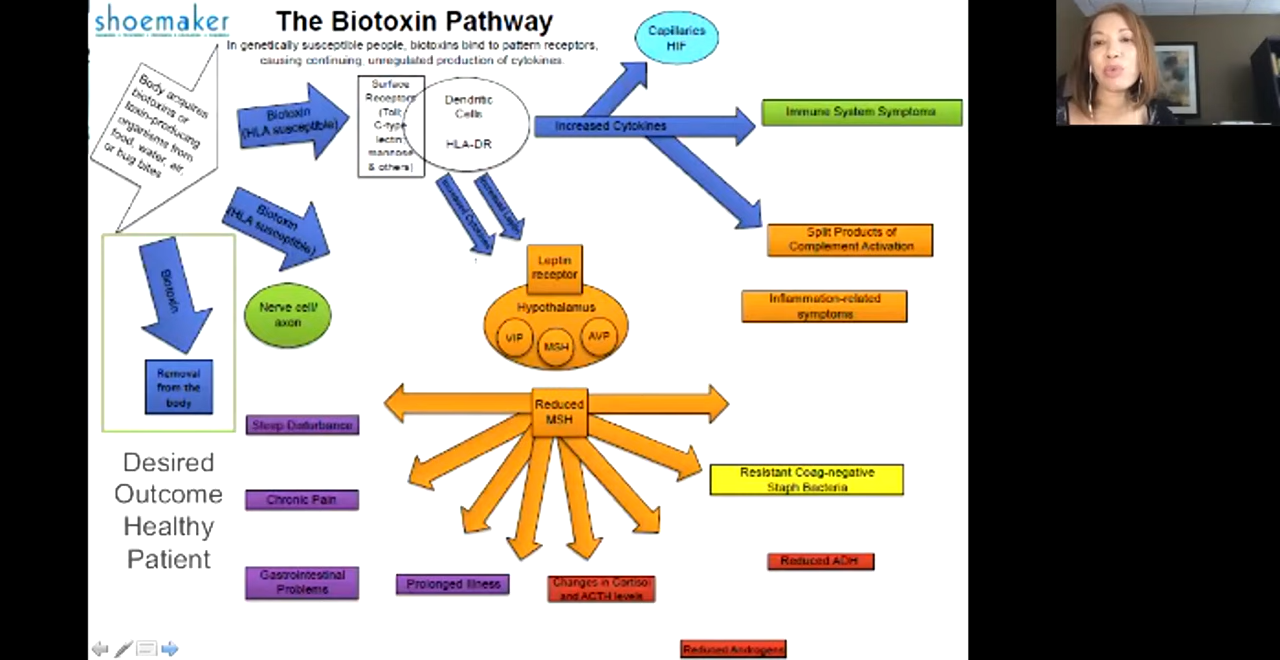 shoemaker
The Biotoxin Pathway
In genetically susceptible people, biotoxins bind to pattern receptors,
causing continuing, unregulated production of cytokines.
Capillaries
HIF
Body acquires
biotoxins or
toxin-producing
organisms from
food, water, air,
or bug bites
Biotoxin
(HLA susceptible)
Surface
Receptors
(Toll,
C-type
lectin,
mannose
& others)
Dendritic
Cells
HLA-DR
Increased Cytokines
Immune System Symptoms
Biotoxin
(HLA susceptible)
Increased Cytokines
Increased Leptin
Split Products of
Complement Activation
Biotoxin
Leptin
receptor
Nerve cell/
axon
Hypothalamus
VIP
MSH
AVP
Inflammation-related
symptoms
Removal
from the
body
Reduced
MSH
Sleep Disturbance
Desired
Outcome
Healthy
Patient
Resistant Coag-negative
Staph Bacteria
Chronic Pain
Reduced ADH
Gastrointestinal
Problems
Prolonged Illness
Changes in Cortisol
and ACTH levels
Reduced Androgens